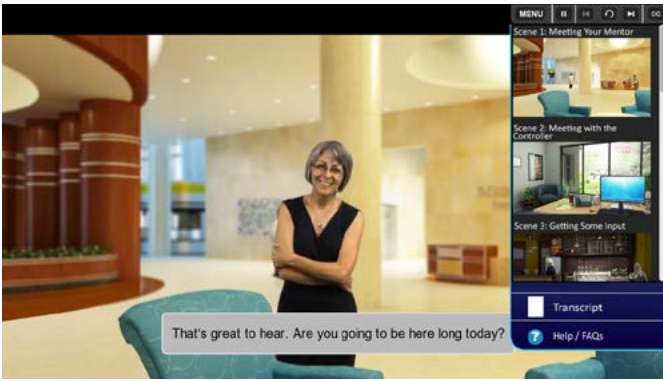 MENU
CC
Scene 1: Meeting Your Mentor
Scene 2: Meeting with the
Controller
Scene 3: Getting Some Input
Transcript
? Help / FAQs
That's great to hear. Are you going to be here long today?